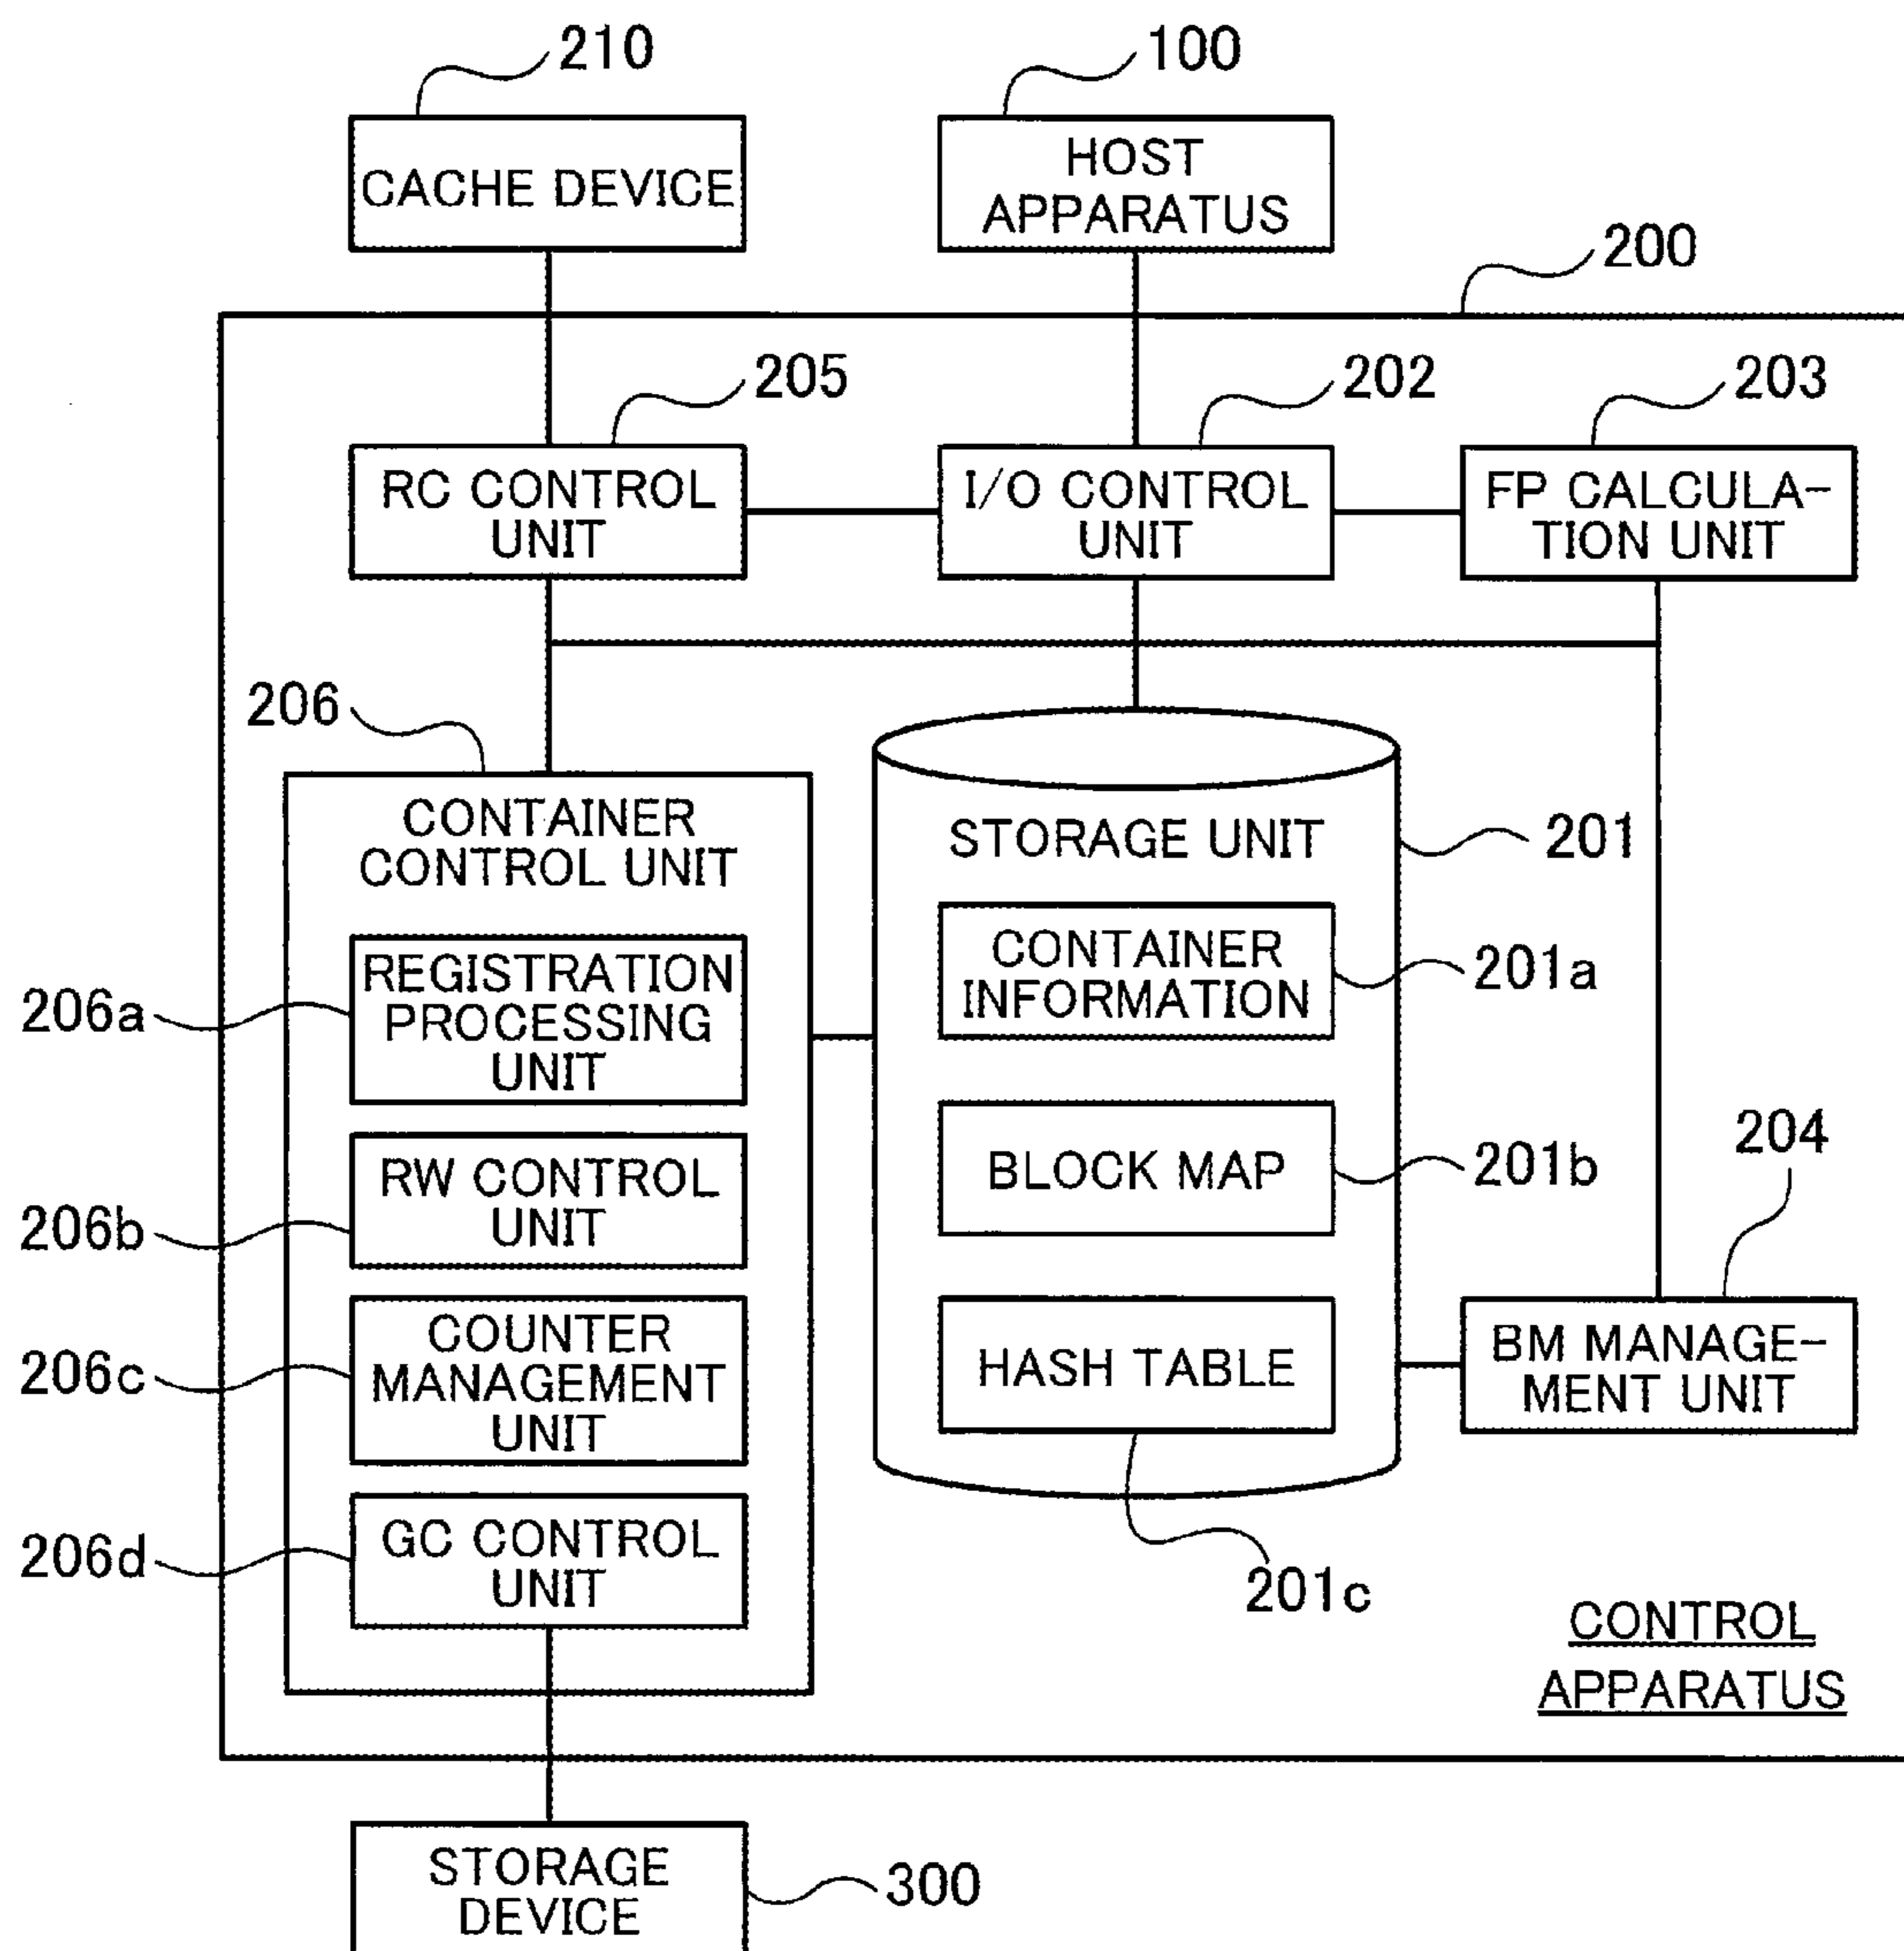 210
100
CACHE DEVICE
HOST
APPARATUS
200
205
202
203
RC CONTROL
UNIT
I/O CONTROL
UNIT
FP CALCULA-
TION UNIT
206
CONTAINER
CONTROL UNIT
STORAGE UNIT
201
REGISTRATION
PROCESSING
UNIT
206a
CONTAINER
INFORMATION
201a
RW CONTROL
UNIT
206b
BLOCK MAP
201b
204
COUNTER
MANAGEMENT
UNIT
206c
HASH TABLE
BM MANAGE-
MENT UNIT
GC CONTROL
UNIT
206d
201c
CONTROL
APPARATUS
STORAGE
DEVICE
300